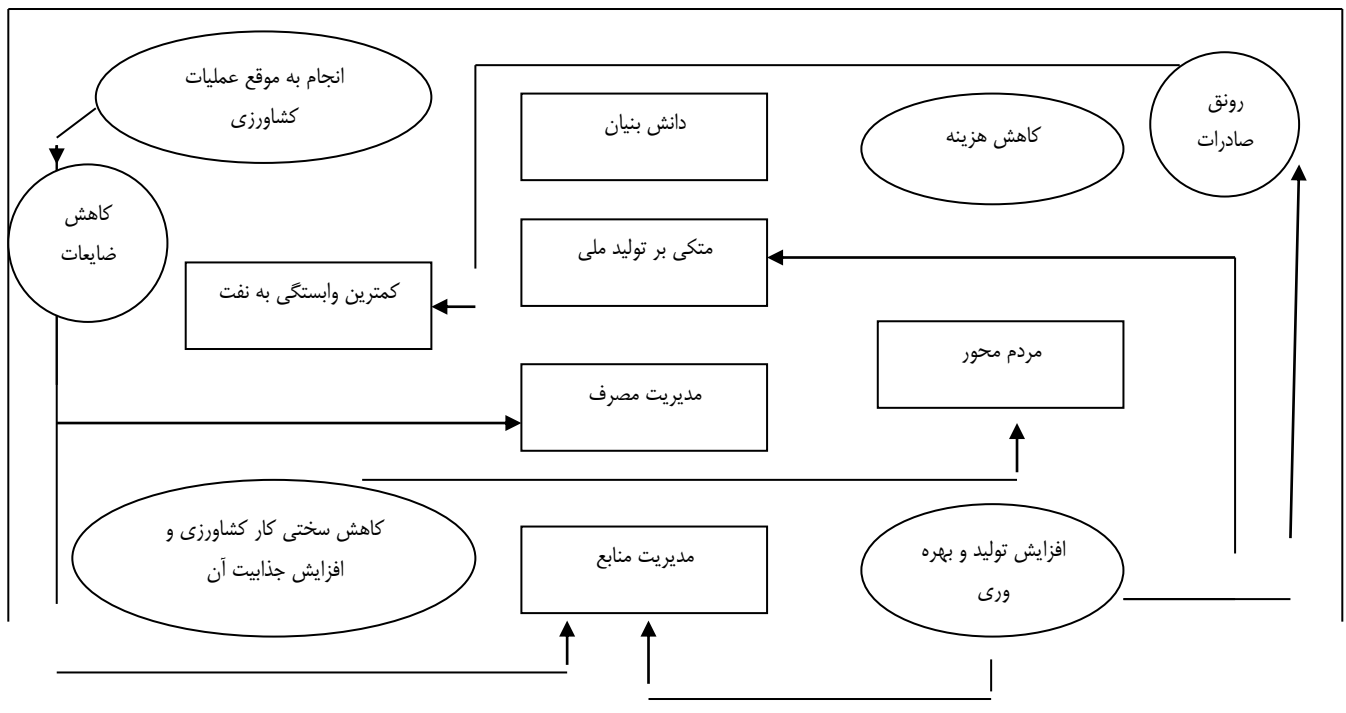 انجام به موقع عملیات
کشاورزی
دانش بنیان
کاهش هزینه
رونق
صادرات
کاهش
ضایعات
متکی بر تولید ملی
کمترین وابستگی به نفت
مردم محور
مدیریت مصرف
کاهش سختی کار کشاورزی و
افزایش جذابیت آن
مدیریت منابع
افزایش تولید و بهره
وری